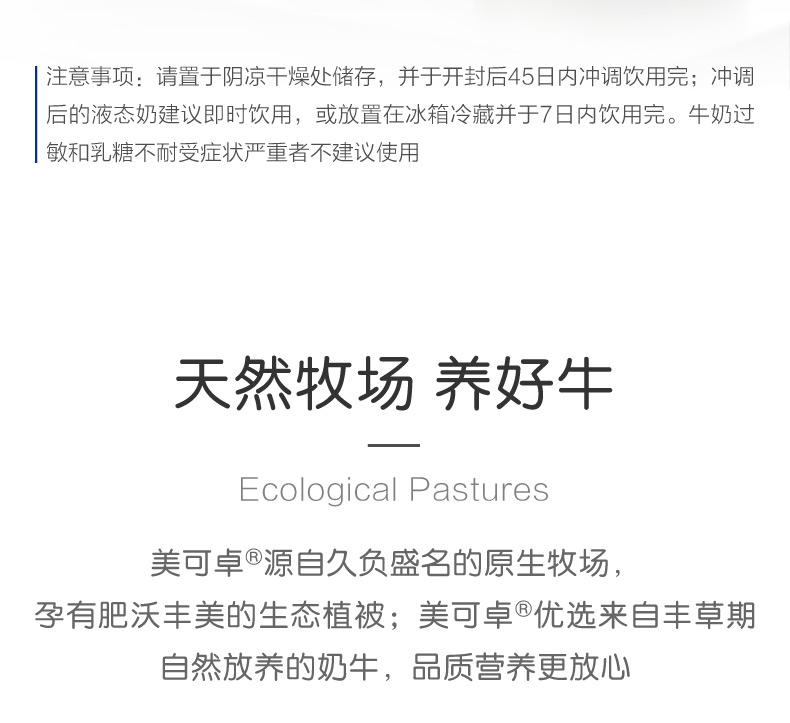 注意事项：请置于阴凉干燥处储存，并于开封后45日内冲调饮用完；冲调
后的液态奶建议即时饮用，或放置在冰箱冷藏并于7日内饮用完。牛奶过
敏和乳糖不耐受症状严重者不建议使用
天然牧场 养好牛
Ecological Pastures
美可卓®源自久负盛名的原生牧场，
孕有肥沃丰美的生态植被；美可卓®优选来自丰草期
自然放养的奶牛，品质营养更放心